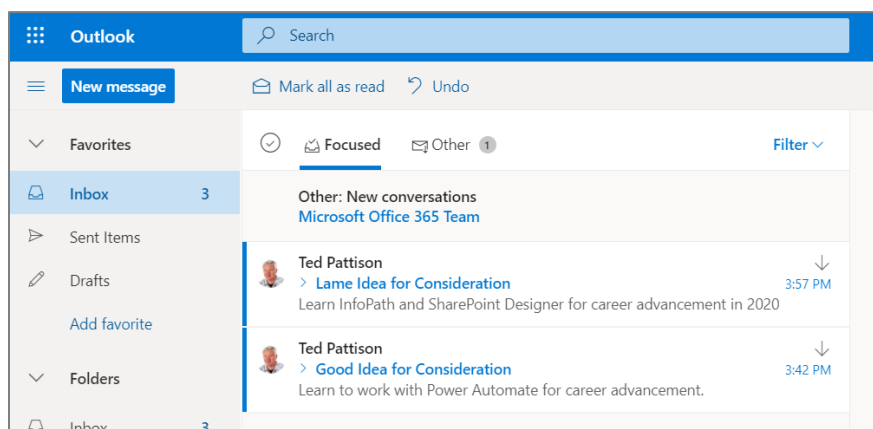 Outlook
Search
New message
Mark all as read
Undo
Favorites
Focused
Other 1
Filter
Inbox 3
Other: New conversations
Microsoft Office 365 Team
Sent Items
Drafts
Add favorite
Folders
Inbox 3
Ted Pattison
> Lame Idea for Consideration
3:57 PM
Learn InfoPath and SharePoint Designer for career advancement in 2020
Ted Pattison
> Good Idea for Consideration
3:42 PM
Learn to work with Power Automate for career advancement.